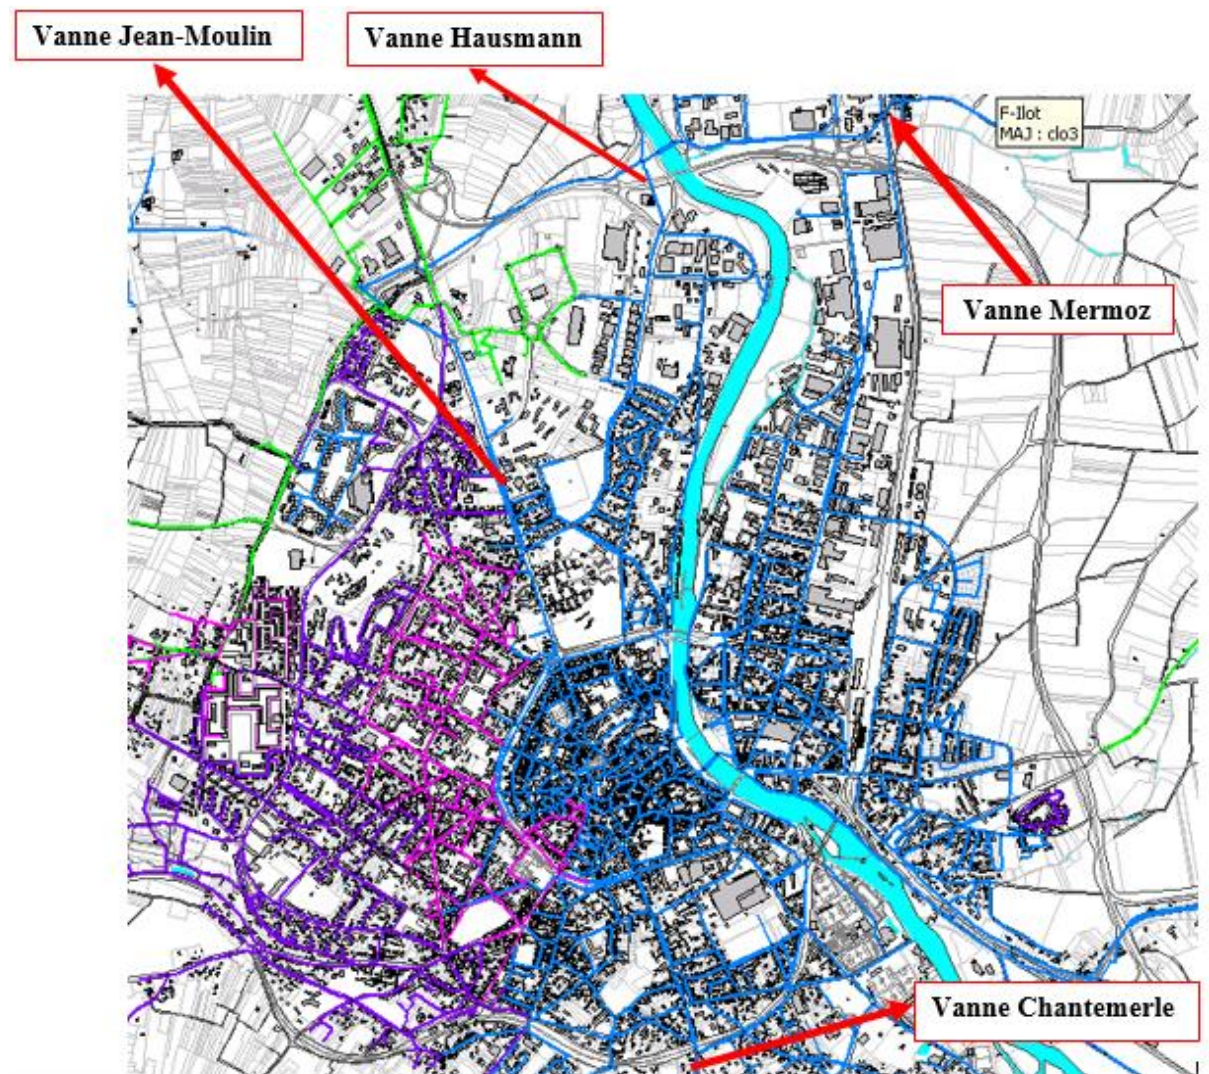 Vanne Jean-Moulin
Vanne Hausmann
F-Ilot
MAJ : clo3
Vanne Mermoz
Vanne Chantemerle